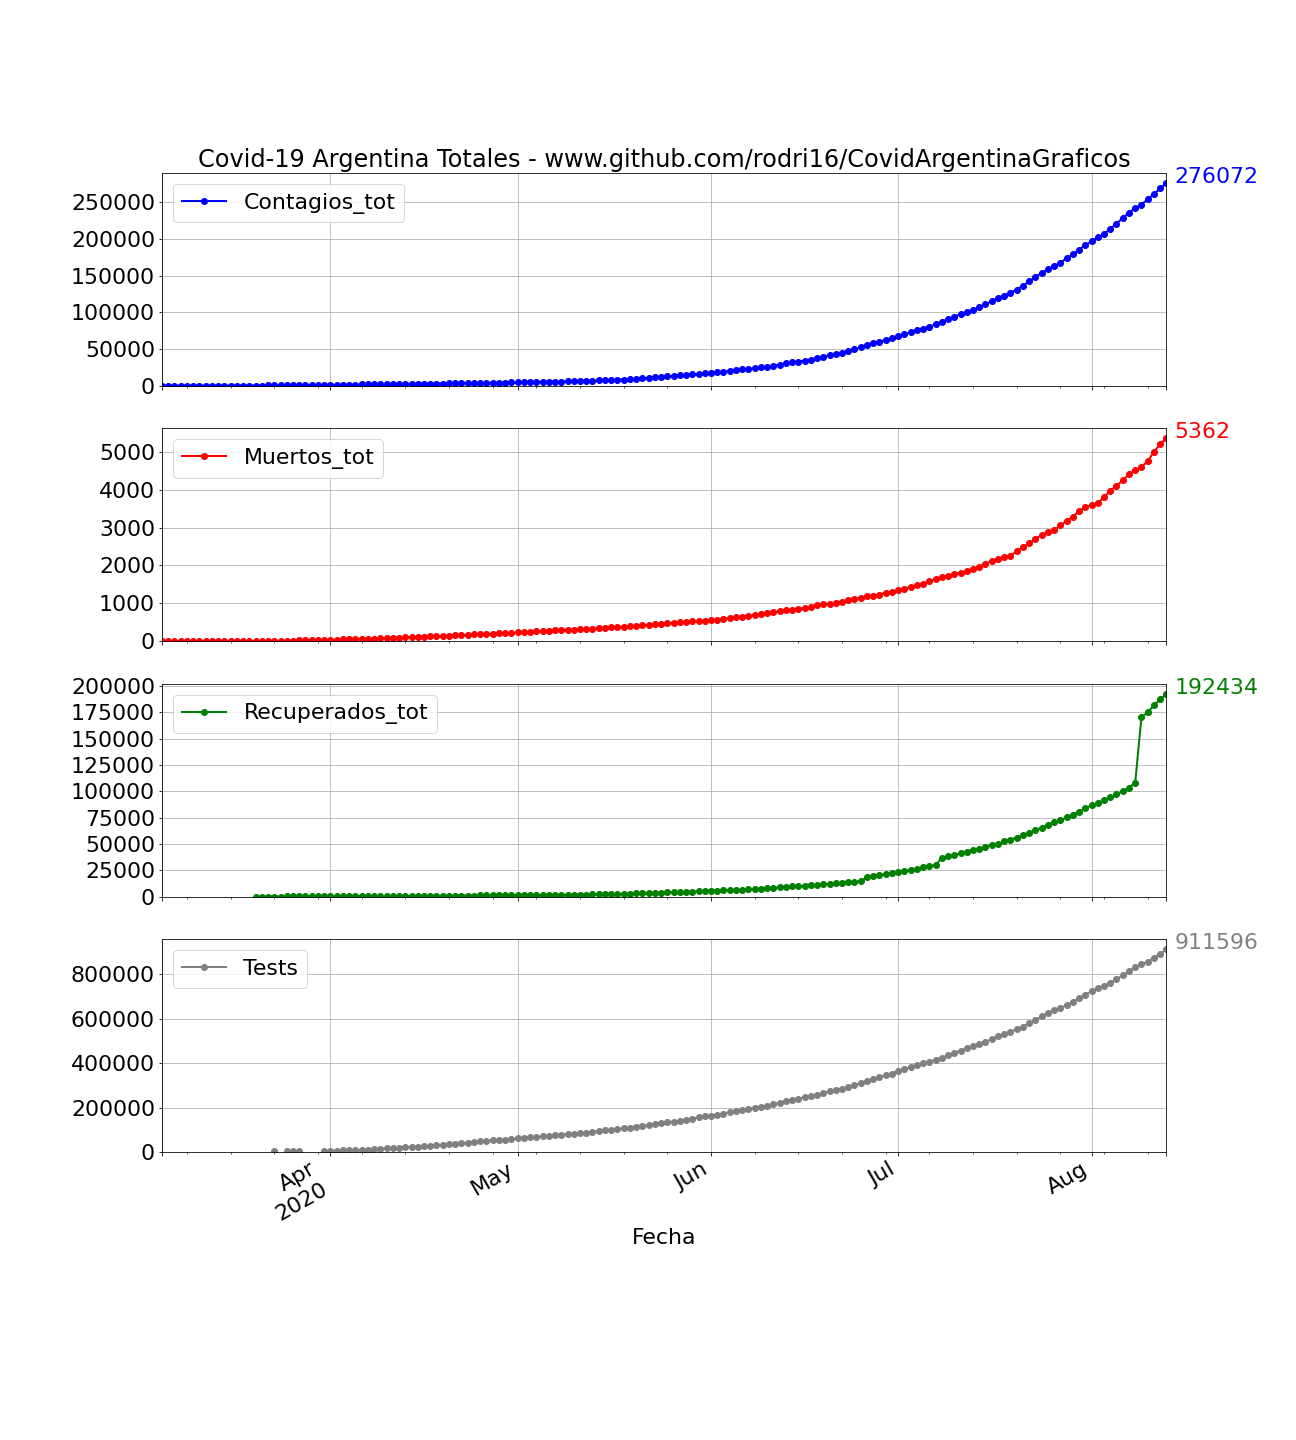 Covid-19 Argentina Totales - www.github.com/rodri16/CovidArgentinaGraficos
276072
Contagios_tot
250000
200000
150000
100000
50000
0
5362
Muertos_tot
5000
4000
3000
2000
1000
0
192434
Recuperados_tot
200000
175000
150000
125000
100000
75000
50000
25000
0
911596
Tests
800000
600000
400000
200000
0
Apr
2020
May
Jun
Jul
Aug
Fecha